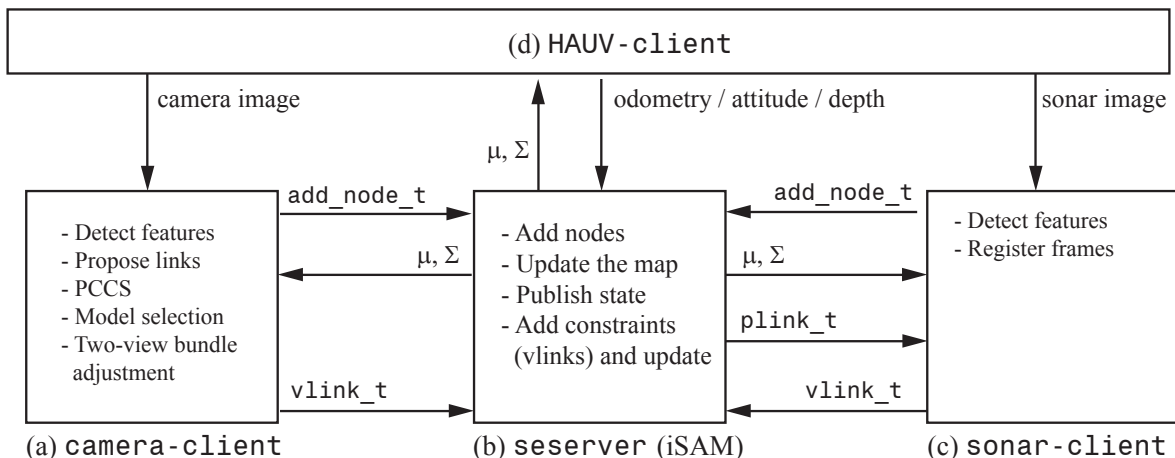 (d) HAUV-client
camera image
odometry / attitude / depth
sonar image
μ, Σ
add_node_t
add_node_t
- Detect features
- Propose links
- PCCS
- Model selection
- Two-view bundle
adjustment
μ, Σ
- Add nodes
- Update the map
- Publish state
- Add constraints
(vlinks) and update
μ, Σ
plink_t
- Detect features
- Register frames
vlink_t
vlink_t
(a) camera-client
(b) seserver (iSAM)
(c) sonar-client